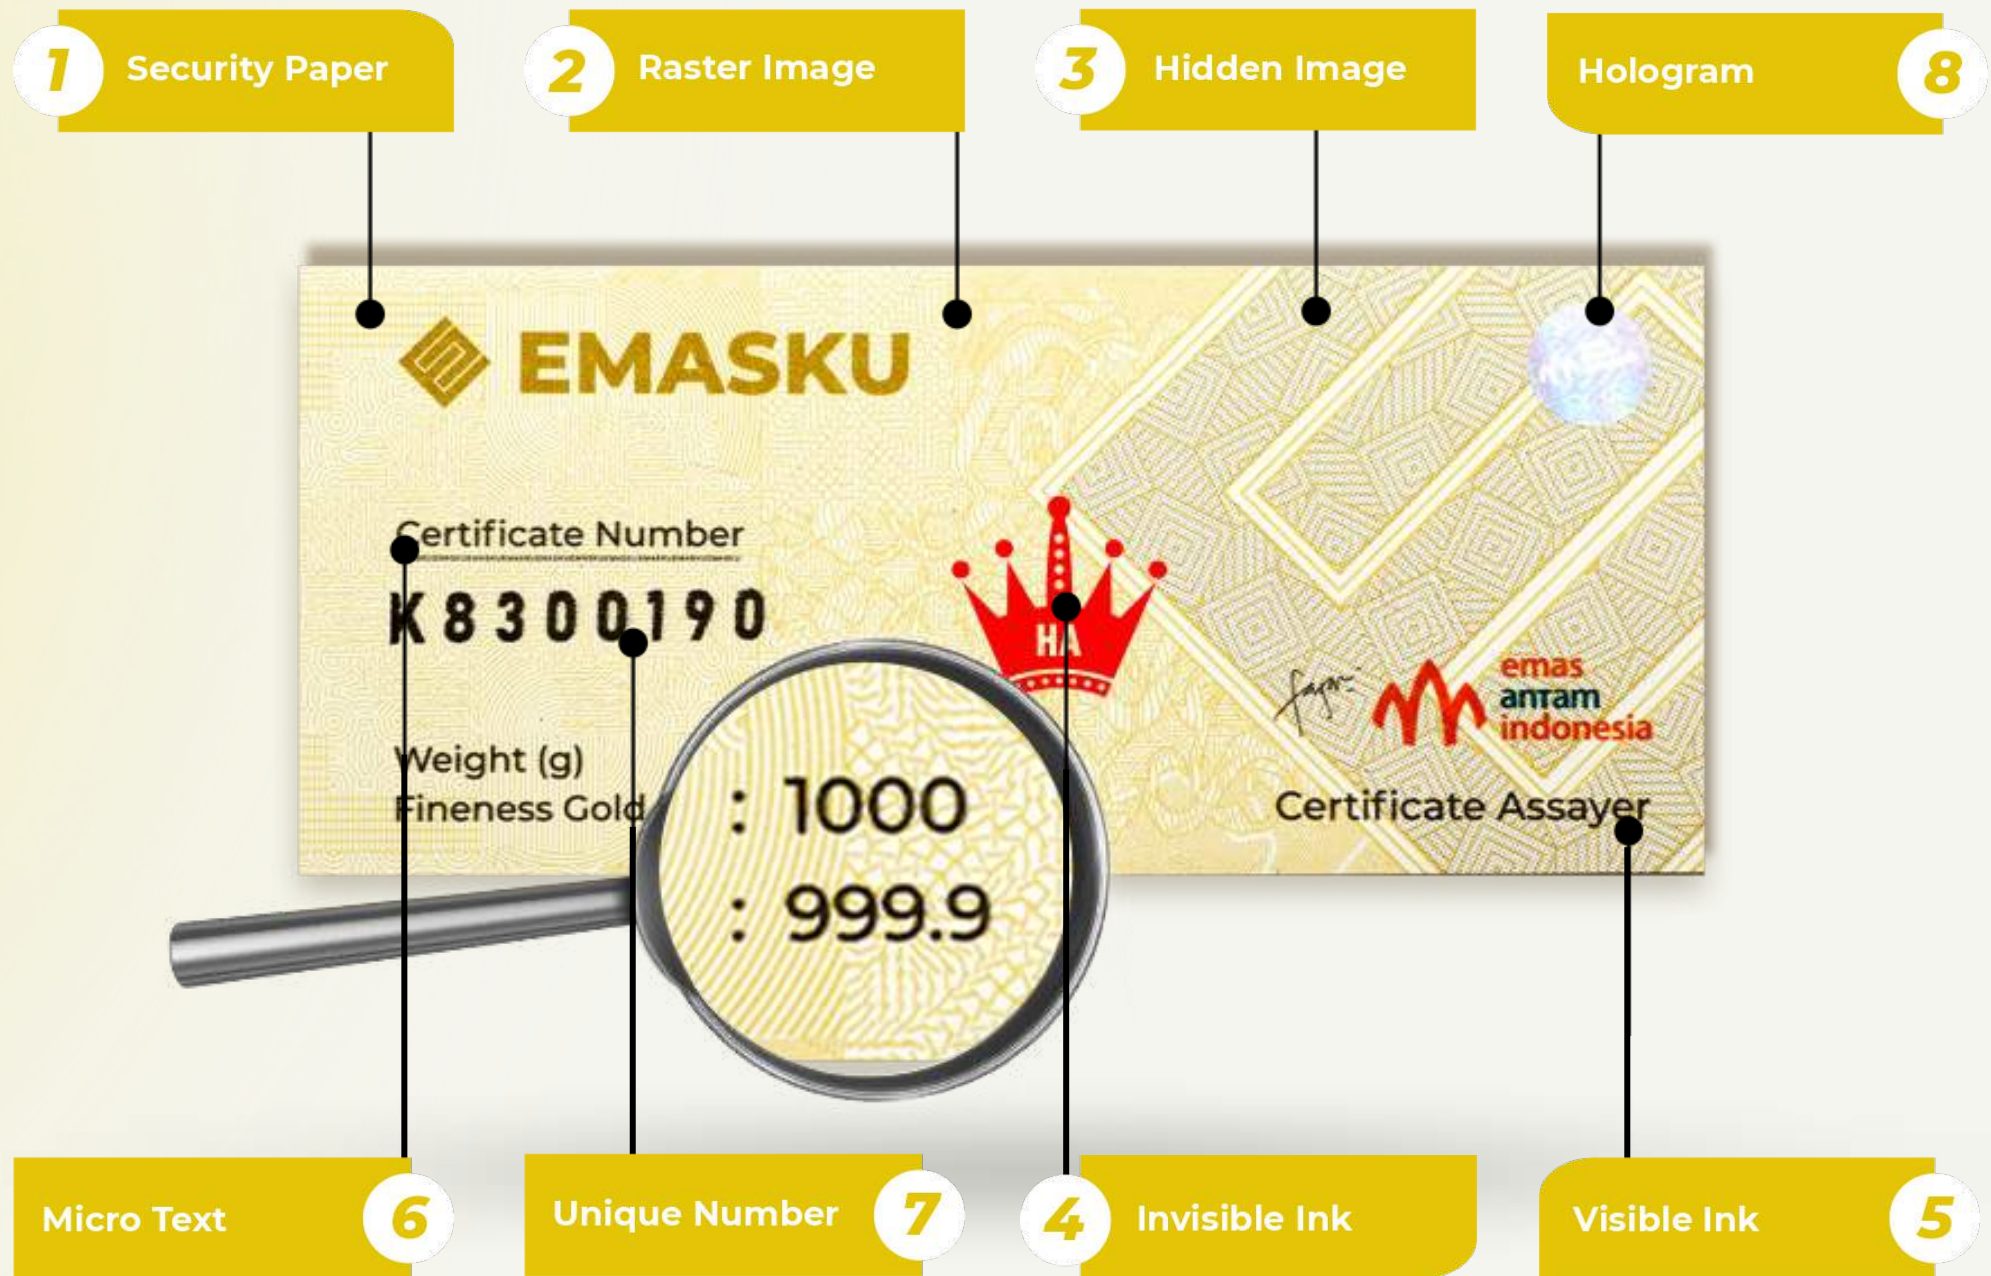 1 Security Paper
2 Raster Image
3 Hidden Image
Hologram 8
EMASKU
Certificate Number
K8300190
HA
emas
antam
indonesia
Weight (g) : 1000
Fineness Gold : 999.9
Certificate Assayer
Micro Text 6
Unique Number 7
4 Invisible Ink
Visible Ink 5